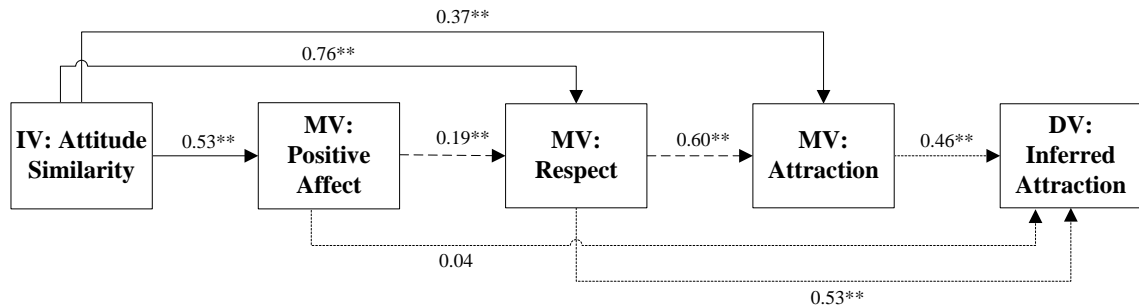 0.37**
0.76**
IV: Attitude
Similarity
0.53**
MV:
Positive
Affect
0.19**
MV:
Respect
0.60**
MV:
Attraction
0.46**
DV:
Inferred
Attraction
0.04
0.53**